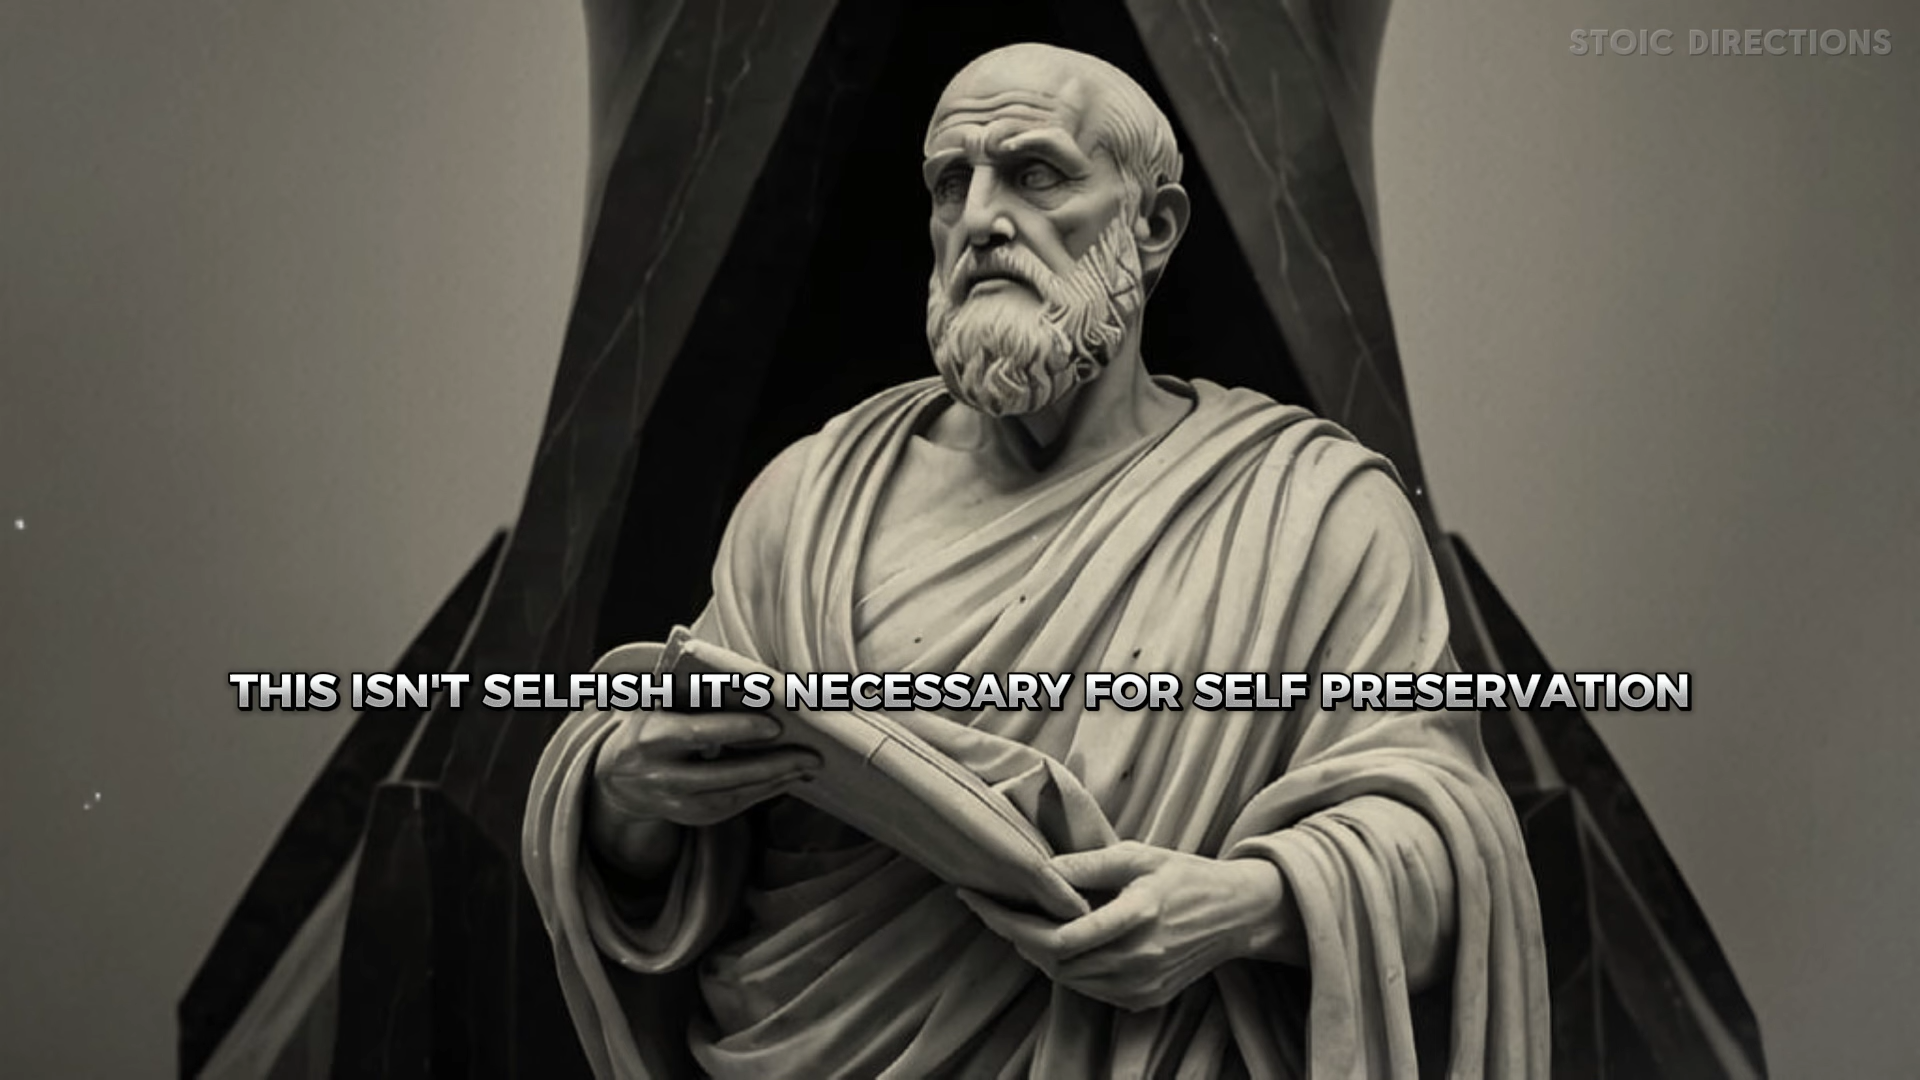 STOIC DIRECTIONS
THIS ISN'T SELFISH IT'S NECESSARY FOR SELF PRESERVATION